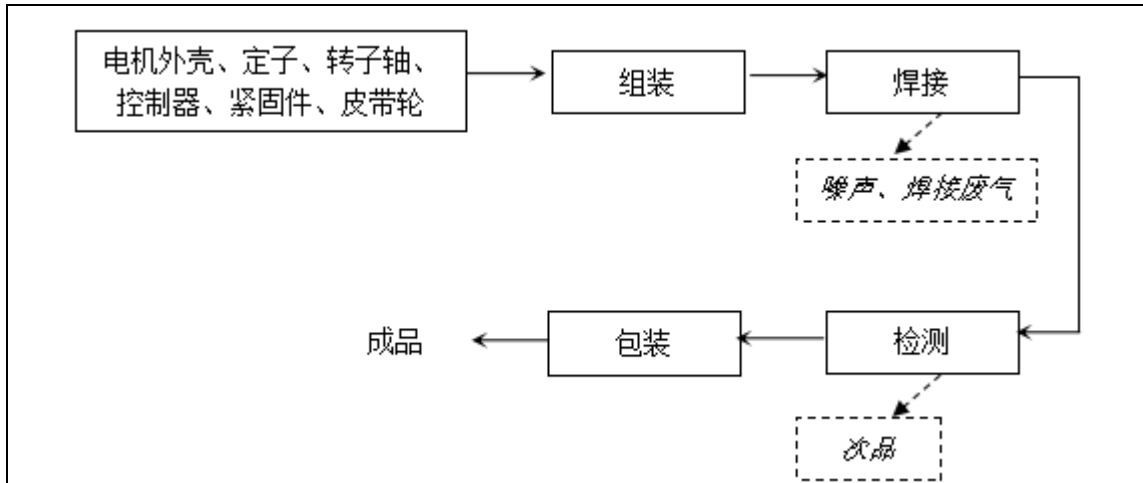 电机外壳、定子、转子轴、
控制器、紧固件、皮带轮
组装
焊接
噪声、焊接废气
检测
包装
成品
次品